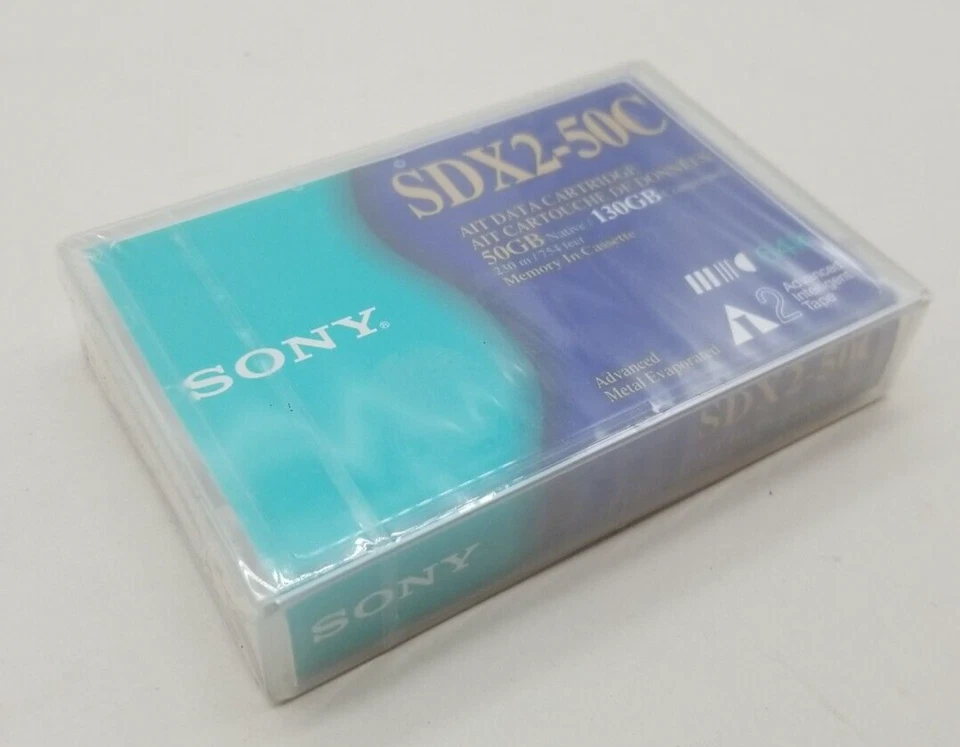 SONY®
SDX2-50C
AIT DATA CARTRIDGE
AIT CARTOUCHE DE DONNÉES
50GB Native 130GB
230 m / 754 feet
Memory In Cassette
Advanced
Metal Evaporated
2
Advanced
Intelligent
Tape
SONY
SDX2-50C